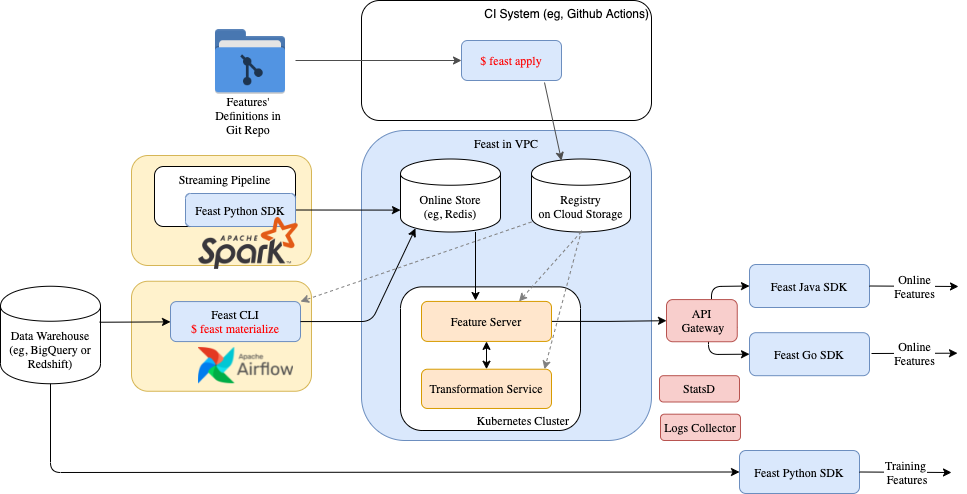 CI System (eg, Github Actions)
$ feast apply
Features'
Definitions in
Git Repo
Feast in VPC
Streaming Pipeline
Feast Python SDK
APACHE
Spark™
Online Store
(eg, Redis)
Registry
on Cloud Storage
Data Warehouse
(eg, BigQuery or
Redshift)
Feast CLI
$ feast materialize
Apache
Airflow
Feature Server
Transformation Service
Kubernetes Cluster
API
Gateway
StatsD
Logs Collector
Feast Java SDK
Online
Features
Feast Go SDK
Online
Features
Feast Python SDK
Training
Features